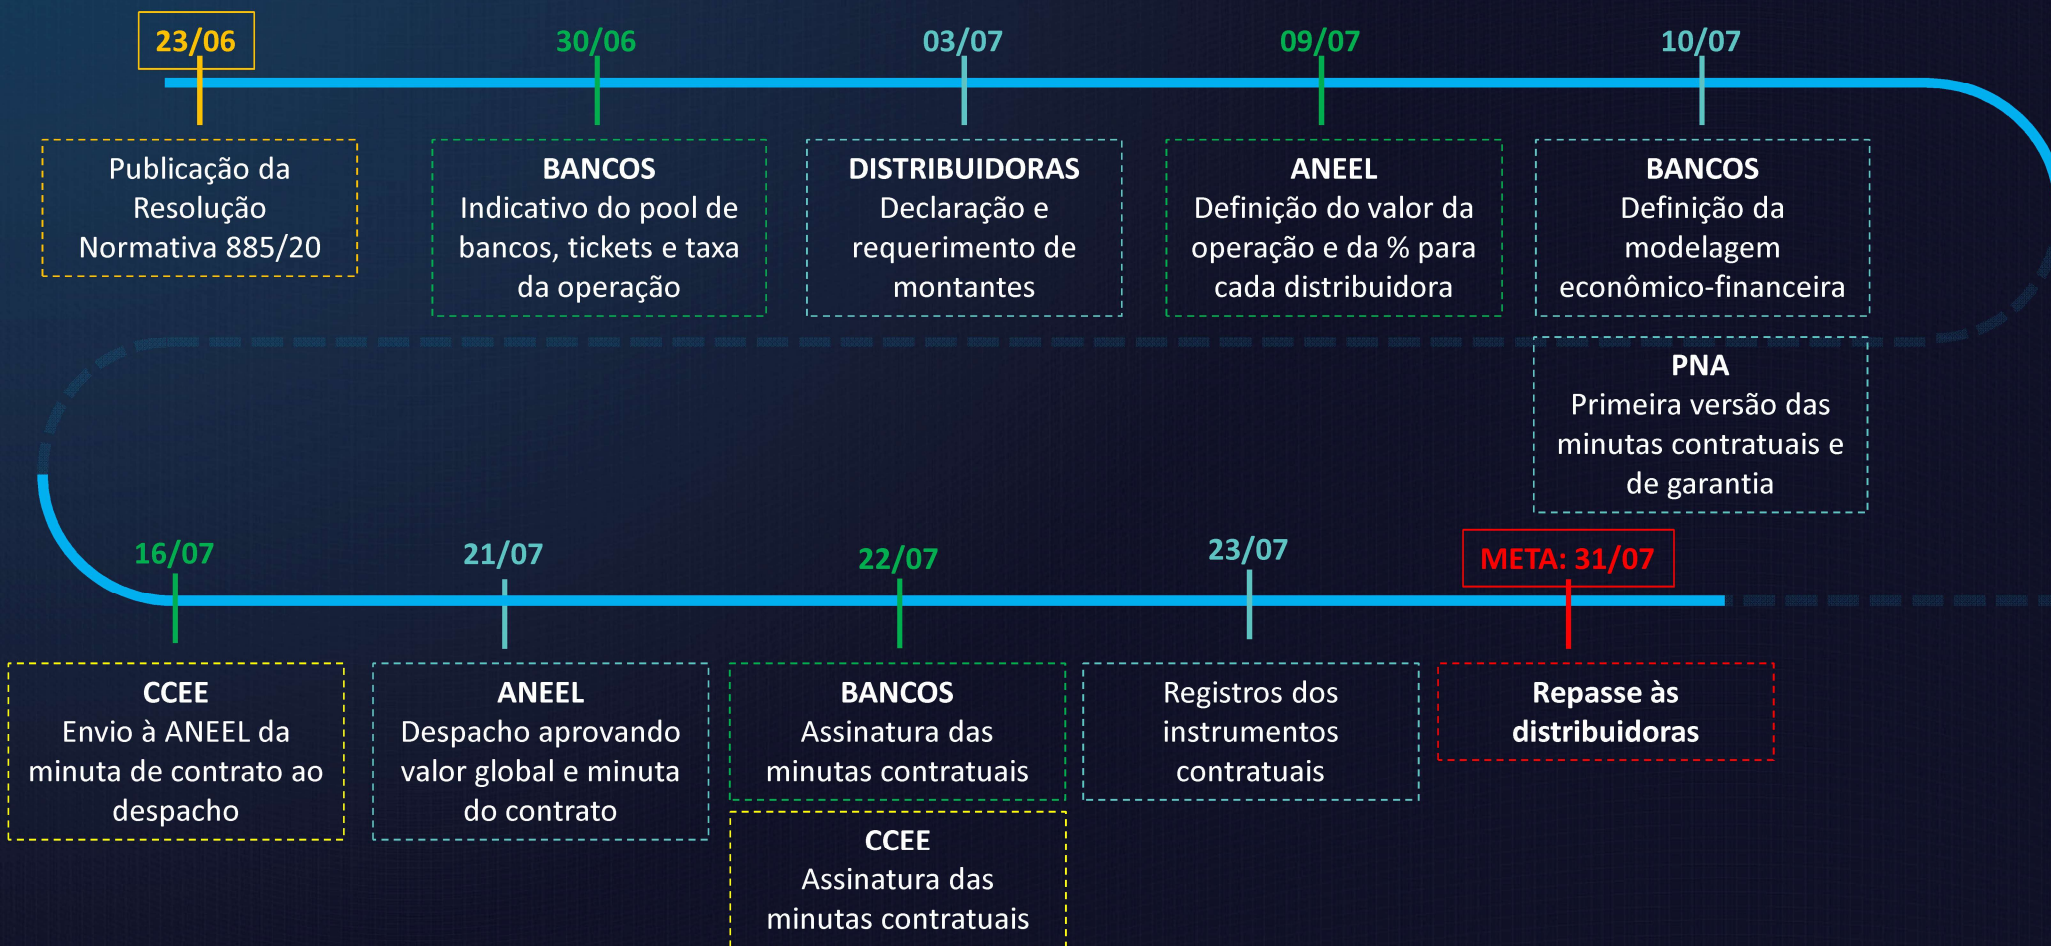 23/06
Publicação da
Resolução
Normativa 885/20
30/06
BANCOS
Indicativo do pool de
bancos, tickets e taxa
da operação
03/07
DISTRIBUIDORAS
Declaração e
requerimento de
montantes
09/07
ANEEL
Definição do valor da
operação e da % para
cada distribuidora
10/07
BANCOS
Definição da
modelagem
econômico-financeira
PNA
Primeira versão das
minutas contratuais e
de garantia
16/07
CCEE
Envio à ANEEL da
minuta de contrato ao
despacho
21/07
ANEEL
Despacho aprovando
valor global e minuta
do contrato
22/07
BANCOS
Assinatura das
minutas contratuais
CCEE
Assinatura das
minutas contratuais
23/07
Registros dos
instrumentos
contratuais
META: 31/07
Repasse às
distribuidoras